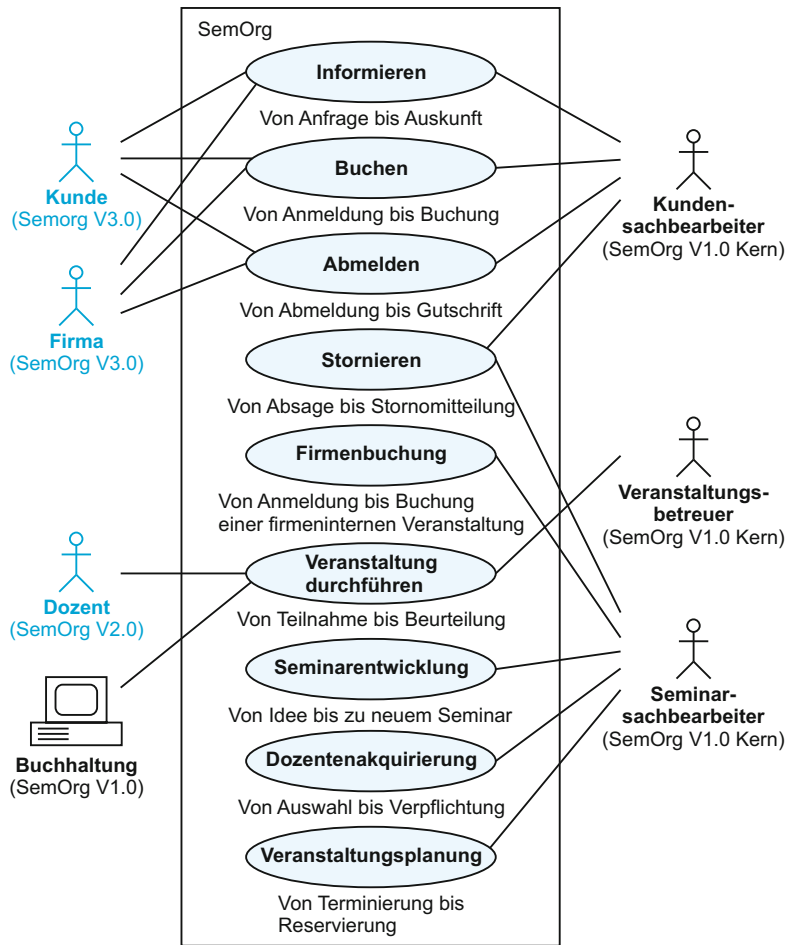 SemOrg
Informieren
Von Anfrage bis Auskunft
Buchen
Von Anmeldung bis Buchung
Abmelden
Von Abmeldung bis Gutschrift
Stornieren
Von Absage bis Stornomitteilung
Firmenbuchung
Von Anmeldung bis Buchung
einer firmeninternen Veranstaltung
Veranstaltung
durchführen
Von Teilnahme bis Beurteilung
Seminarentwicklung
Von Idee bis zu neuem Seminar
Dozentenakquirierung
Von Auswahl bis Verpflichtung
Veranstaltungsplanung
Von Terminierung bis
Reservierung
Kunde
(Semorg V3.0)
Firma
(SemOrg V3.0)
Dozent
(SemOrg V2.0)
Buchhaltung
(SemOrg V1.0)
Kunden-
sachbearbeiter
(SemOrg V1.0 Kern)
Veranstaltungs-
betreuer
(SemOrg V1.0 Kern)
Seminar-
sachbearbeiter
(SemOrg V1.0 Kern)